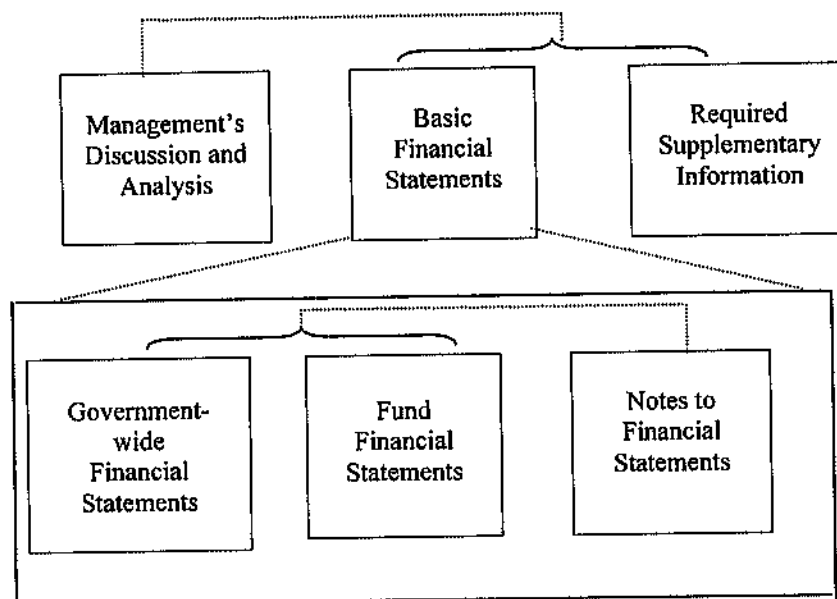 Management's
Discussion and
Analysis
Basic
Financial
Statements
Required
Supplementary
Information
Government-
wide
Financial
Statements
Fund
Financial
Statements
Notes to
Financial
Statements